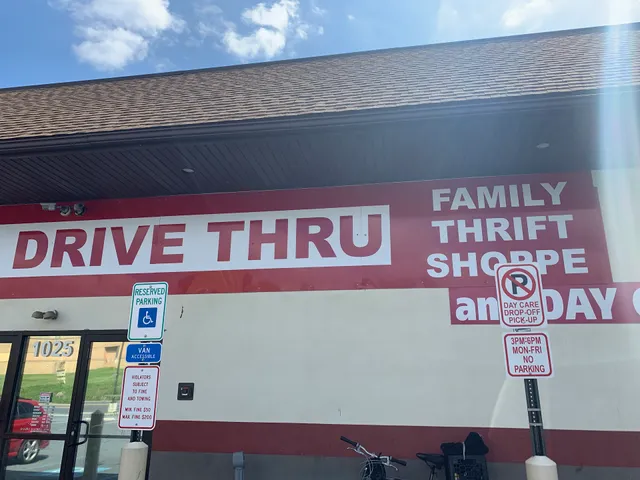 DRIVE THRU
FAMILY
THRIFT
SHOPPE
DAY
1025
RESERVED
PARKING
VAN
ACCESSIBLE
VIOLATORS
SUBJECT
TO FINE
AND TOWING
MIN. FINE $50
MAX. FINE $200
P
DAY CARE
DROP-OFF
PICK-UP
3PM-6PM
MON-FRI
NO
PARKING